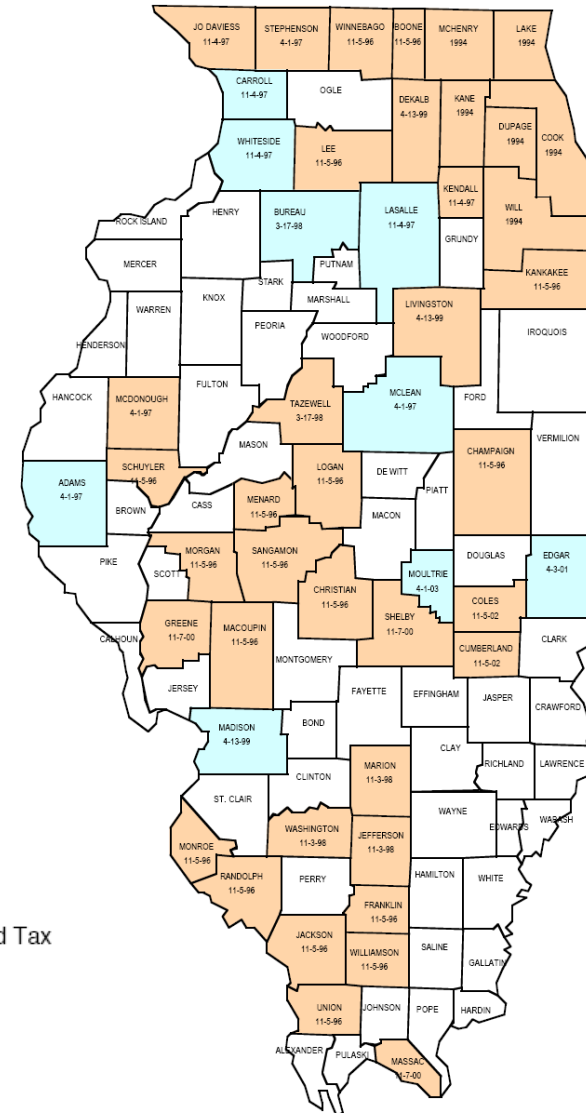 JO DAVIESS
11-4-97
STEPHENSON
4-1-97
WINNEBAGO
11-5-96
BOONE
11-5-96
MCHENRY
1994
LAKE
1994
CARROLL
11-4-97
OGLE
DEKALB
4-13-99
KANE
1994
DUPAGE
1994
COOK
1994
WHITESIDE
11-4-97
LEE
11-5-96
KENDALL
11-4-97
WILL
1994
ROCK ISLAND
HENRY
BUREAU
3-17-98
LASALLE
11-4-97
GRUNDY
MERCER
PUTNAM
KANKAKEE
11-5-96
STARK
KNOX
MARSHALL
LIVINGSTON
4-13-99
WARREN
PEORIA
WOODFORD
IROQUOIS
HENDERSON
FULTON
HANCOCK
MCDONOUGH
4-1-97
TAZEWELL
3-17-98
MCLEAN
4-1-97
FORD
VERMILION
MASON
SCHUYLER
11-5-96
LOGAN
11-5-96
DE WITT
CHAMPAIGN
11-5-96
ADAMS
4-1-97
BROWN
CASS
MENARD
11-5-96
PIATT
MACON
PIKE
SCOTT
MORGAN
11-5-96
SANGAMON
11-5-96
DOUGLAS
EDGAR
4-3-01
MOULTRIE
4-1-03
CHRISTIAN
11-5-96
COLES
11-5-02
GREENE
11-7-00
MACOUPIN
11-5-96
SHELBY
11-7-00
CALHOUN
CLARK
CUMBERLAND
11-5-02
MONTGOMERY
JERSEY
FAYETTE
EFFINGHAM
JASPER
CRAWFORD
MADISON
4-13-99
BOND
CLAY
MARION
11-3-98
RICHLAND
LAWRENCE
CLINTON
ST. CLAIR
WAYNE
EDWARDS
WABASH
WASHINGTON
11-3-98
JEFFERSON
11-3-98
MONROE
11-5-96
RANDOLPH
11-5-96
PERRY
HAMILTON
WHITE
FRANKLIN
11-5-96
d Tax
JACKSON
11-5-96
WILLIAMSON
11-5-96
SALINE
GALLATIN
UNION
11-5-96
JOHNSON
POPE
HARDIN
ALEXANDER
PULASKI
MASSAC
11-7-00